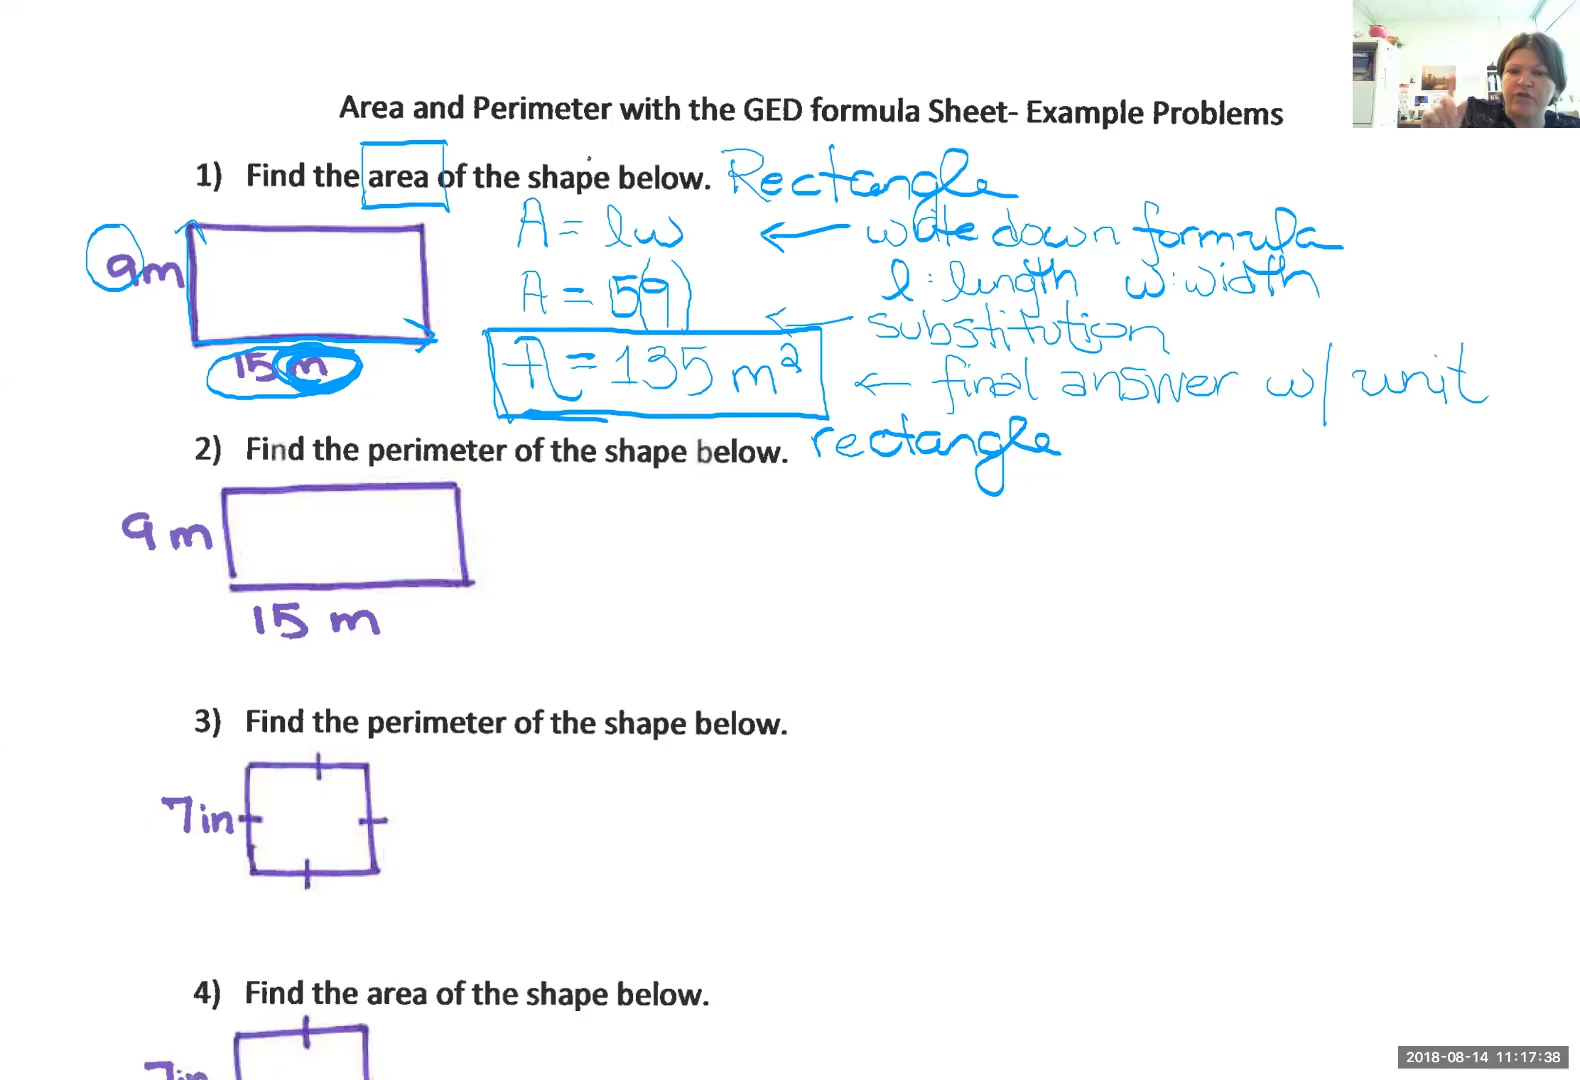 Area and Perimeter with the GED formula Sheet- Example Problems
1) Find the area of the shape below. Rectangle
9m
A = lw ← write down formula
l: length w: width
A = 5(9)
← substitution
15 m
A = 135 m² ← final answer w/ unit
2) Find the perimeter of the shape below. rectangle
9 m
15 m
3) Find the perimeter of the shape below.
7in
4) Find the area of the shape below.
7in
2018-08-14 11:17:38